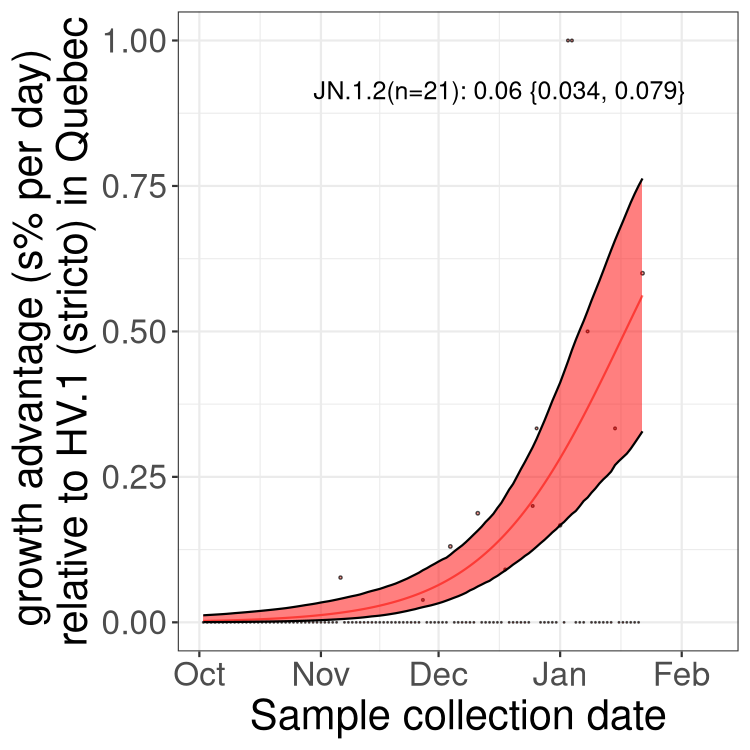 growth advantage (s% per day)
relative to HV.1 (stricto) in Quebec
1.00
JN.1.2(n=21): 0.06 {0.034, 0.079}
0.75
0.50
0.25
0.00
Oct Nov Dec Jan Feb
Sample collection date